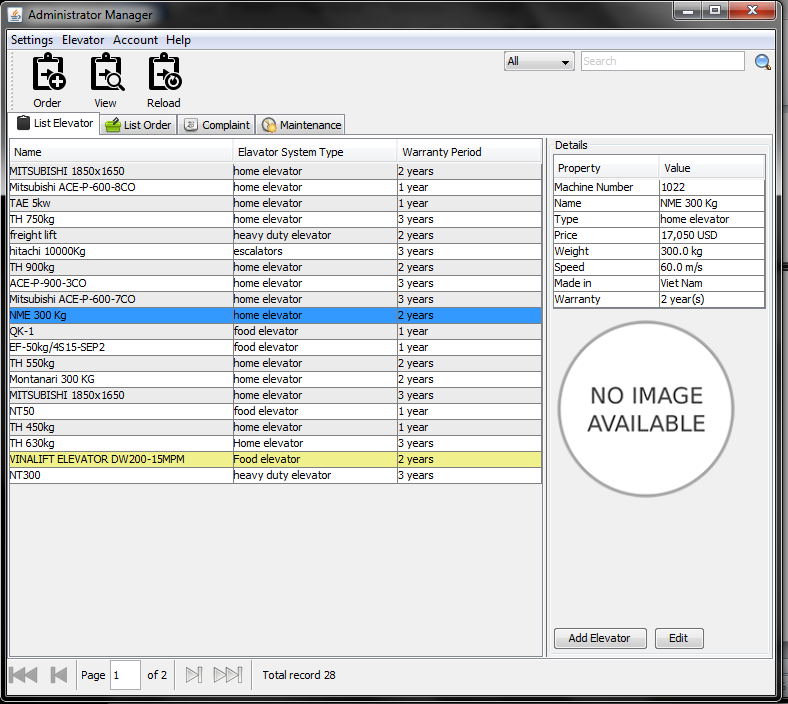 Administrator Manager
Settings Elevator Account Help
All Search
Order View Reload
List Elevator List Order Complaint Maintenance
Name Elavator System Type Warranty Period
MITSUBISHI 1850x1650 home elevator 2 years
Mitsubishi ACE-P-600-8CO home elevator 1 year
TAE 5kw home elevator 1 year
TH 750kg home elevator 3 years
freight lift heavy duty elevator 2 years
hitachi 10000Kg escalators 3 years
TH 900kg home elevator 2 years
ACE-P-900-3CO home elevator 3 years
Mitsubishi ACE-P-600-7CO home elevator 3 years
NME 300 Kg home elevator 2 years
QK-1 food elevator 1 year
EF-50kg/4S15-SEP2 food elevator 1 year
TH 550kg home elevator 2 years
Montanari 300 KG home elevator 2 years
MITSUBISHI 1850x1650 home elevator 3 years
NT50 food elevator 1 year
TH 450kg home elevator 1 year
TH 630kg Home elevator 3 years
VINALIFT ELEVATOR DW200-15MPM Food elevator 2 years
NT300 heavy duty elevator 3 years
Details
Property Value
Machine Number 1022
Name NME 300 Kg
Type home elevator
Price 17,050 USD
Weight 300.0 kg
Speed 60.0 m/s
Made in Viet Nam
Warranty 2 year(s)
NO IMAGE
AVAILABLE
Add Elevator Edit
Page 1 of 2 Total record 28